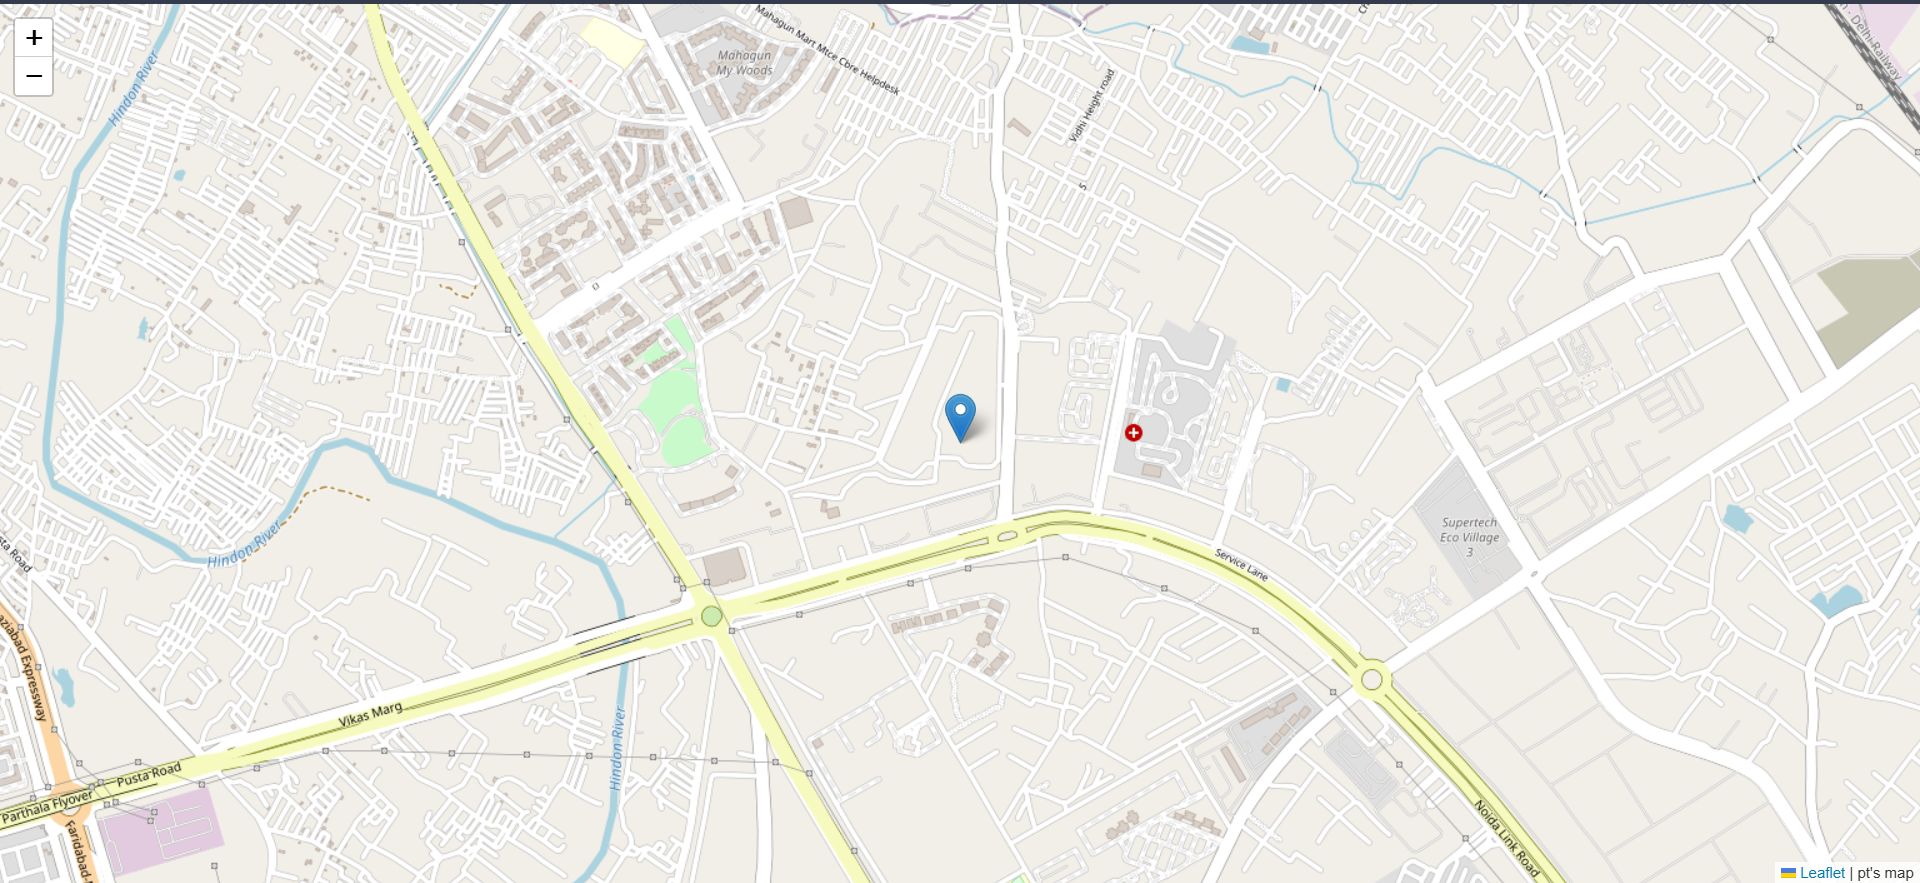 +
−
Hindon River
Mahagun
My Woods
Mahagun Mart Mtce Cbre Helpdesk
Vidhi Height road
5
- Delhi Railway
Hindon River
Supertech
Eco Village
3
Service Lane
sta Road
aziabad Expressway
Vikas Marg
Hindon River
Pusta Road
Parthala Flyover
Faridabad-
Noida Link Road
Leaflet | pt's map